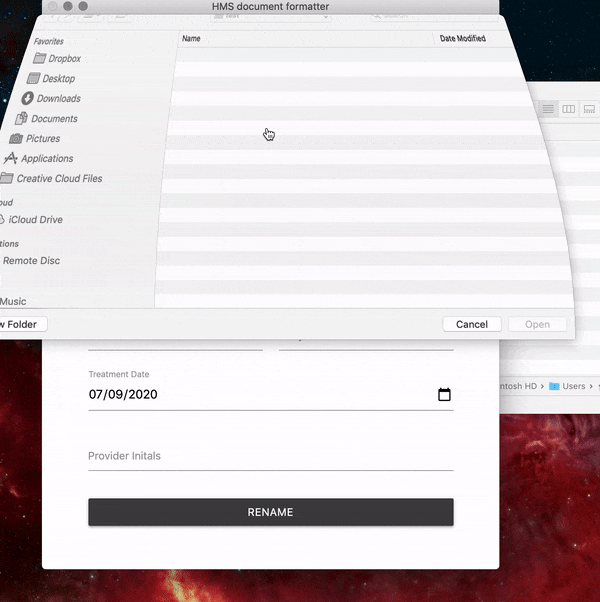 HMS document formatter
Name Date Modified
Favorites
Dropbox
Desktop
Downloads
Documents
Pictures
Applications
Creative Cloud Files
oud
iCloud Drive
tions
Remote Disc
Music
w Folder Cancel Open
ntosh HD › Users ›
Treatment Date
07/09/2020
Provider Initals
RENAME